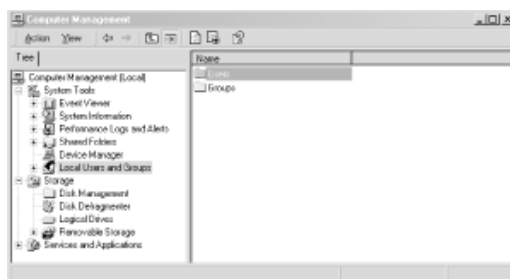 Computer Management
Action View
Tree
Name
Computer Management (Local)
System Tools
Event Viewer
System Information
Performance Logs and Alerts
Shared Folders
Device Manager
Local Users and Groups
Storage
Disk Management
Disk Defragmenter
Logical Drives
Removable Storage
Services and Applications
Users
Groups